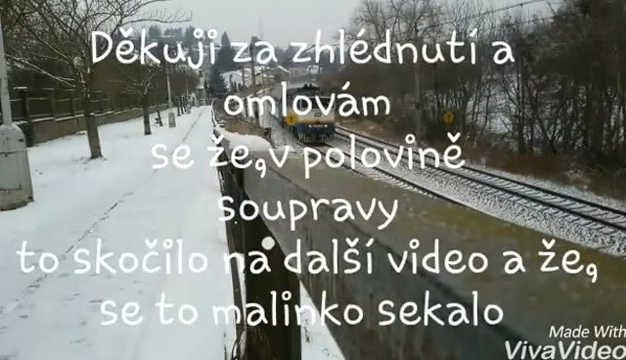 Děkuji za zhlédnutí a
omlovám
se že,v polovině
soupravy
to skočilo na další video a že,
se to malinko sekalo
Made With
VivaVideo